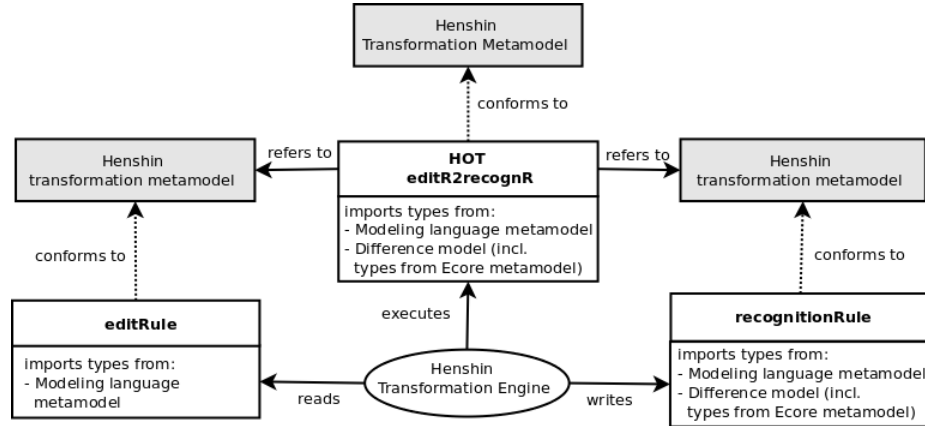 Henshin
Transformation Metamodel
conforms to
Henshin
transformation metamodel
refers to
HOT
editR2recognR
refers to
Henshin
transformation metamodel
imports types from:
- Modeling language metamodel
- Difference model (incl.
types from Ecore metamodel)
conforms to
conforms to
executes
editRule
imports types from:
- Modeling language
metamodel
recognitionRule
imports types from:
- Modeling language metamodel
- Difference model (incl.
types from Ecore metamodel)
Henshin
Transformation Engine
reads
writes